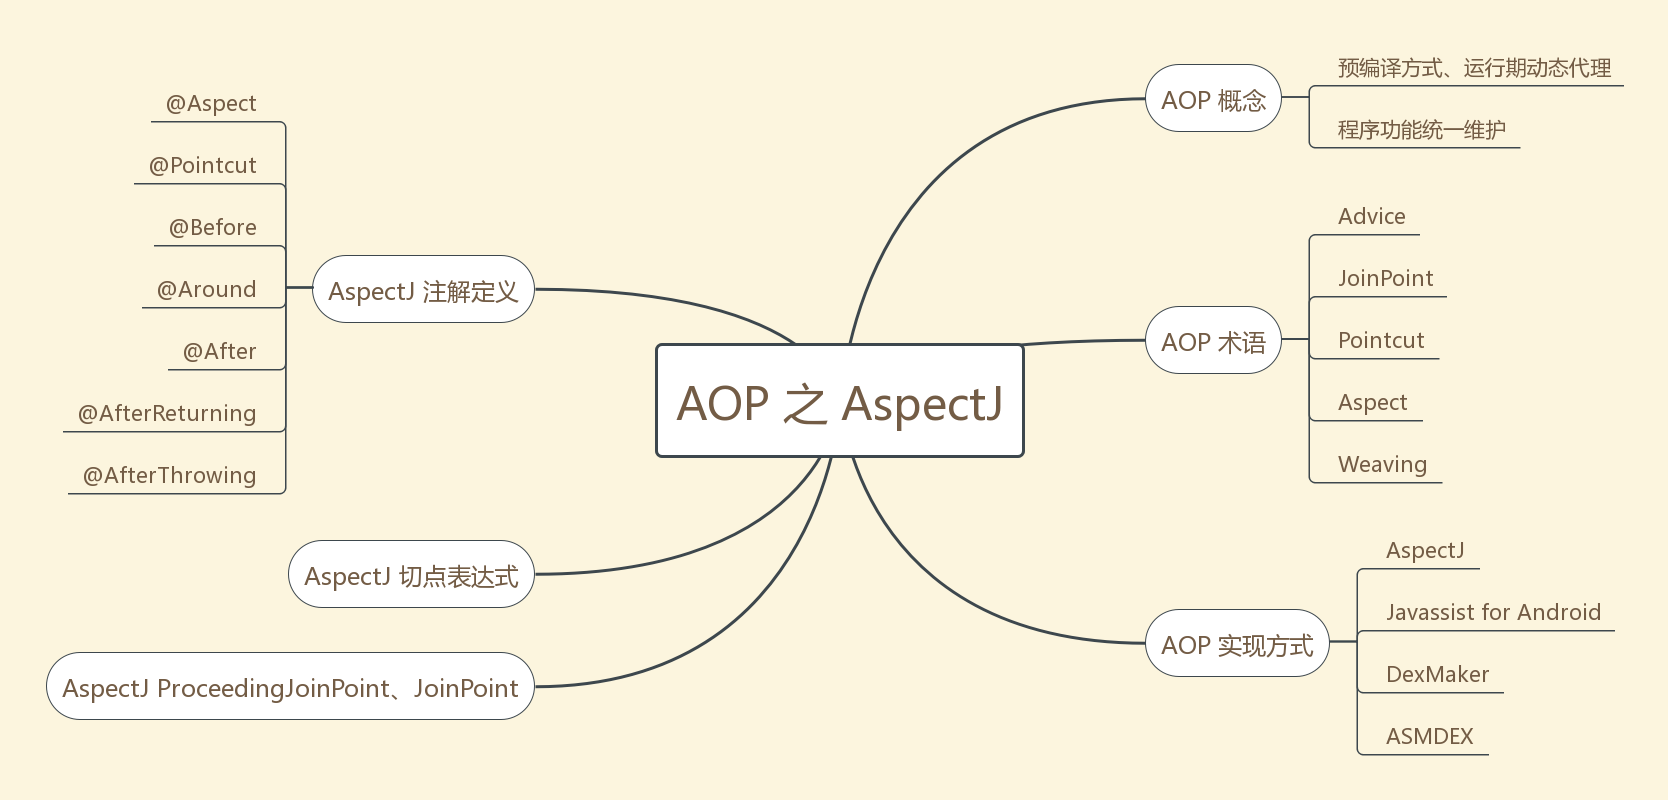 AOP 之 AspectJ
AOP 概念
预编译方式、运行期动态代理
程序功能统一维护
AOP 术语
Advice
JoinPoint
Pointcut
Aspect
Weaving
AOP 实现方式
AspectJ
Javassist for Android
DexMaker
ASMDEX
AspectJ 注解定义
@Aspect
@Pointcut
@Before
@Around
@After
@AfterReturning
@AfterThrowing
AspectJ 切点表达式
AspectJ ProceedingJoinPoint、JoinPoint